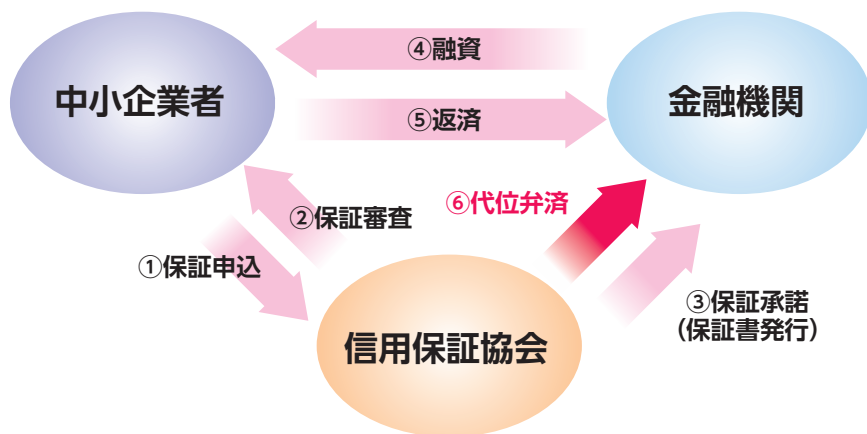 ④融資
中小企業者
金融機関
⑤返済
②保証審査
⑥代位弁済
①保証申込
③保証承諾
（保証書発行）
信用保証協会